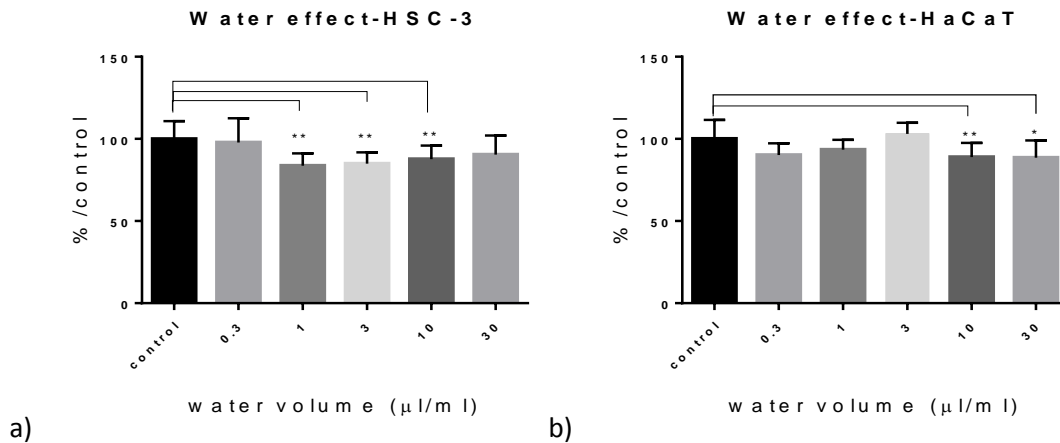 Water effect-HSC-3
150
100
50
0
%/control
** ** **
control 0.3 1 3 10 30
water volume (μl/ml)
a)
Water effect-HaCaT
150
100
50
0
%/control
** *
control 0.3 1 3 10 30
water volume (μl/ml)
b)